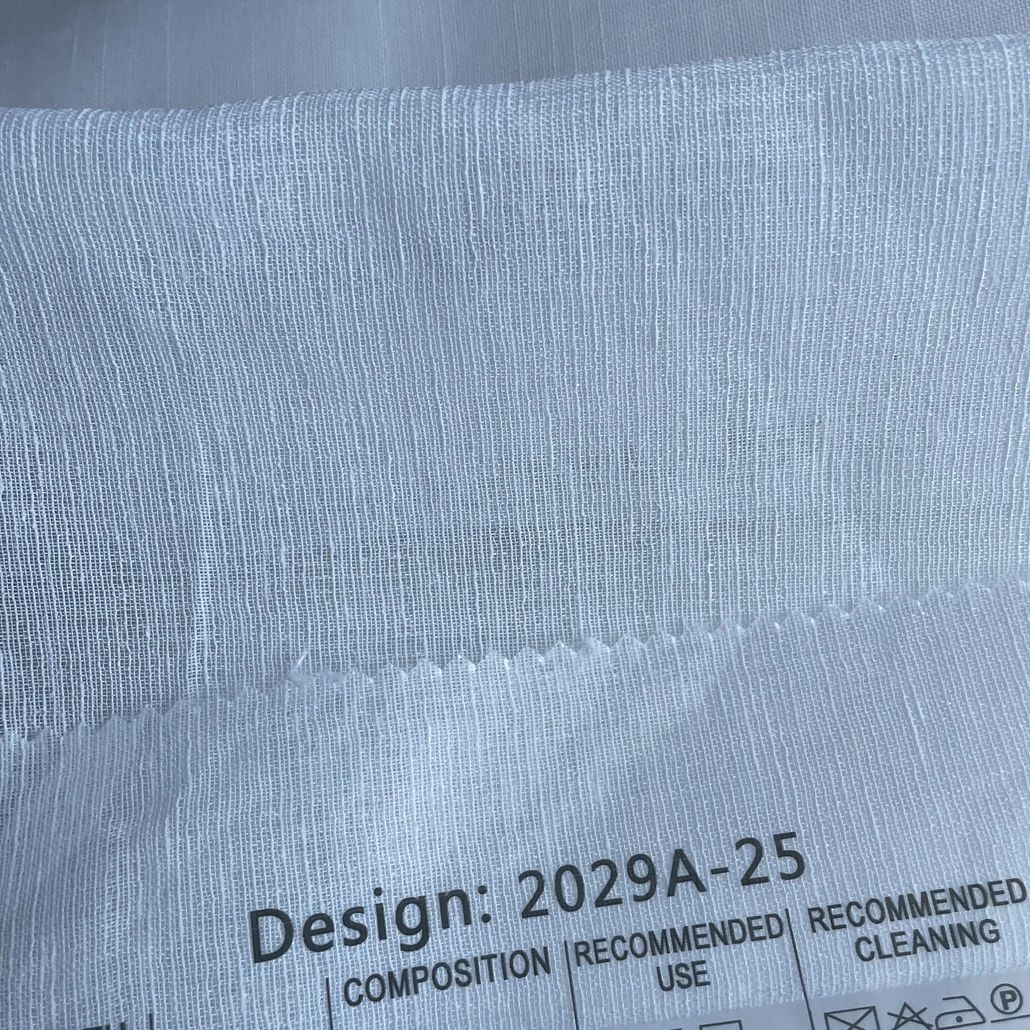 Design: 2029A-25
COMPOSITION
RECOMMENDED
USE
RECOMMENDED
CLEANING
P